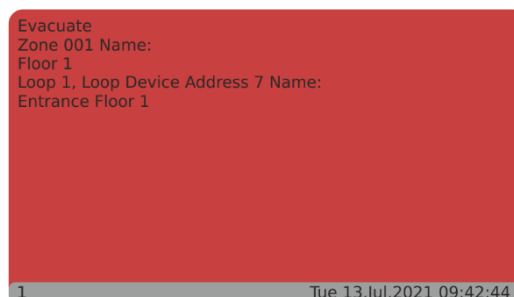 Evacuate
Zone 001 Name:
Floor 1
Loop 1, Loop Device Address 7 Name:
Entrance Floor 1
1 Tue 13.Jul.2021 09:42:44